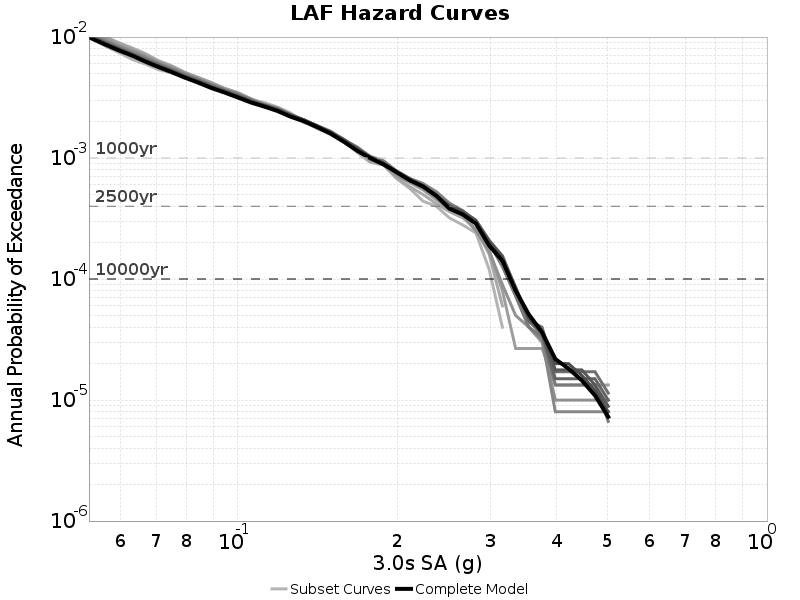 LAF Hazard Curves
10-2
10-3
10-4
10-5
10-6
Annual Probability of Exceedance
1000yr
2500yr
10000yr
6 7 8 10-1 2 3 4 5 6 7 8 100
3.0s SA (g)
Subset Curves Complete Model